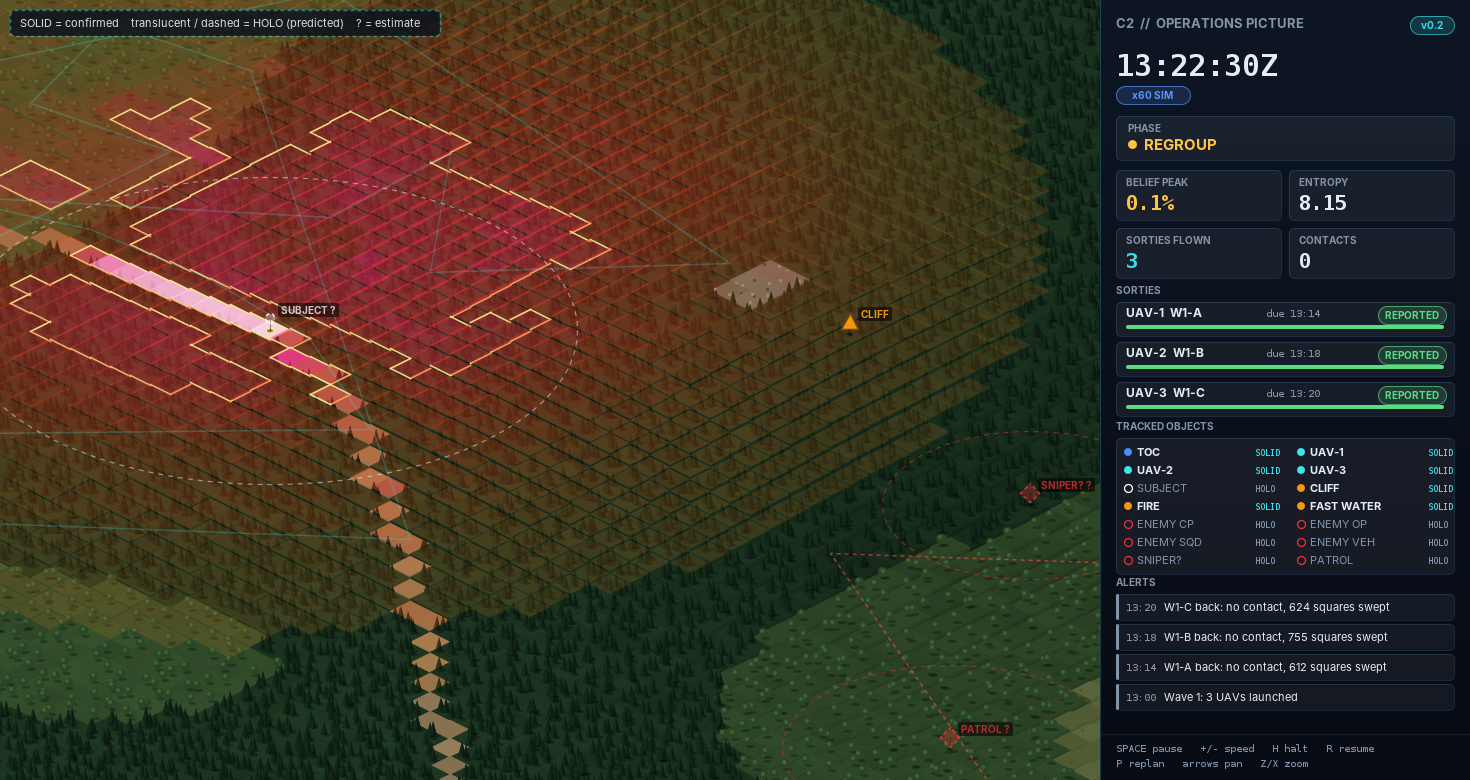 SOLID = confirmed translucent / dashed = HOLO (predicted) ? = estimate
SUBJECT ?
CLIFF
SNIPER? ?
PATROL ?
C2 // OPERATIONS PICTURE
v0.2
13:22:30Z
x60 SIM
PHASE
REGROUP
BELIEF PEAK
0.1%
ENTROPY
8.15
SORTIES FLOWN
3
CONTACTS
0
SORTIES
UAV-1 W1-A due 13:14 REPORTED
UAV-2 W1-B due 13:18 REPORTED
UAV-3 W1-C due 13:20 REPORTED
TRACKED OBJECTS
TOC SOLID UAV-1 SOLID
UAV-2 SOLID UAV-3 SOLID
SUBJECT HOLO CLIFF SOLID
FIRE SOLID FAST WATER SOLID
ENEMY CP HOLO ENEMY OP HOLO
ENEMY SQD HOLO ENEMY VEH HOLO
SNIPER? HOLO PATROL HOLO
ALERTS
13:20 W1-C back: no contact, 624 squares swept
13:18 W1-B back: no contact, 755 squares swept
13:14 W1-A back: no contact, 612 squares swept
13:00 Wave 1: 3 UAVs launched
SPACE pause +/- speed H halt R resume
P replan arrows pan Z/X zoom